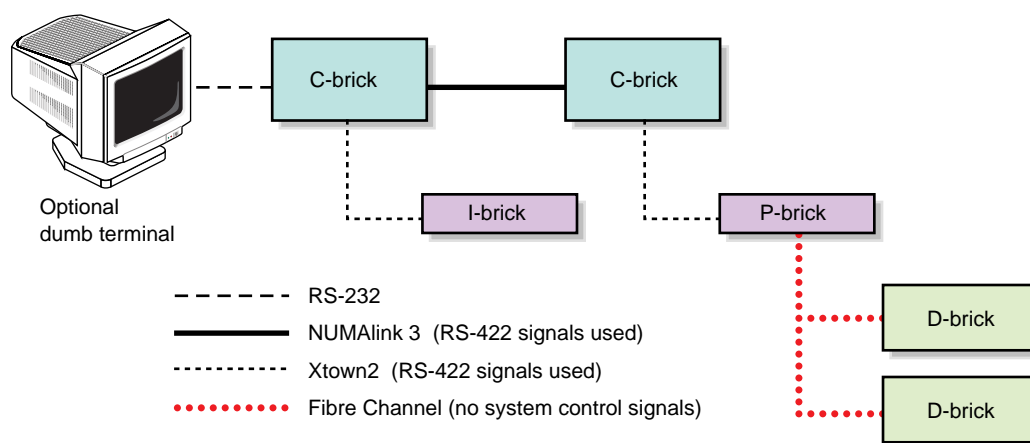 C-brick
C-brick
Optional
dumb terminal
I-brick
P-brick
RS-232
NUMAlink 3 (RS-422 signals used)
Xtown2 (RS-422 signals used)
Fibre Channel (no system control signals)
D-brick
D-brick